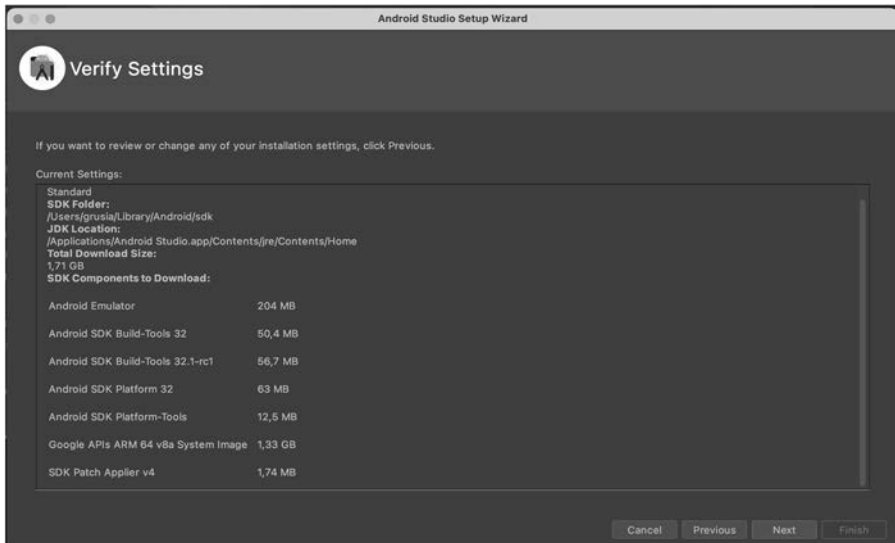 Android Studio Setup Wizard
Verify Settings
If you want to review or change any of your installation settings, click Previous.
Current Settings:
Standard
SDK Folder:
/Users/grusia/Library/Android/sdk
JDK Location:
/Applications/Android Studio.app/Contents/jre/Contents/Home
Total Download Size:
1,71 GB
SDK Components to Download:
Android Emulator 204 MB
Android SDK Build-Tools 32 50,4 MB
Android SDK Build-Tools 32.1-rc1 56,7 MB
Android SDK Platform 32 63 MB
Android SDK Platform-Tools 12,5 MB
Google APIs ARM 64 v8a System Image 1,33 GB
SDK Patch Applier v4 1,74 MB
Cancel Previous Next Finish